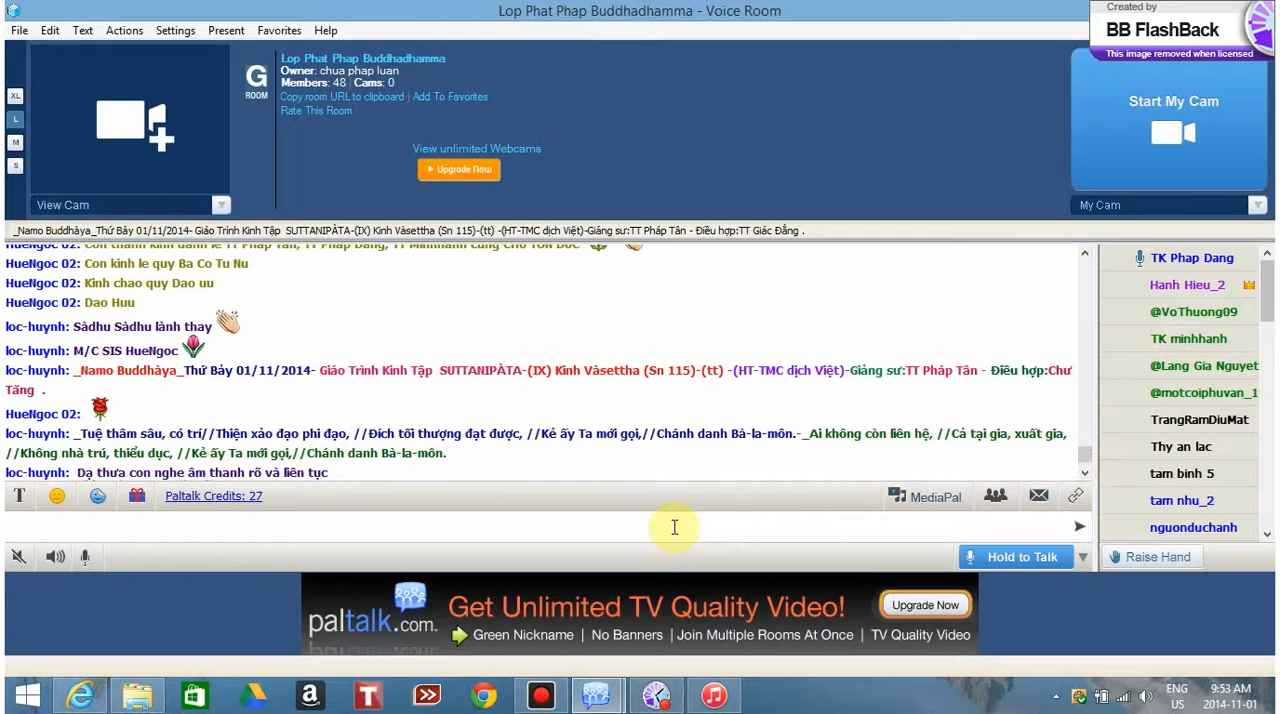 Lop Phat Phap Buddhadhamma - Voice Room
Created by
BB FlashBack
This image removed when licensed
File Edit Text Actions Settings Present Favorites Help
XL
L
M
S
View Cam
G
ROOM
Lop Phat Phap Buddhadhamma
Owner: chua phap luan
Members: 48 | Cams: 0
Copy room URL to clipboard | Add To Favorites
Rate This Room
View unlimited Webcams
Upgrade Now
Start My Cam
My Cam
_Namo Buddhàya_Thứ Bảy 01/11/2014- Giáo Trình Kinh Tập SUTTANIPÀTA-(IX) Kinh Vàsettha (Sn 115)-(tt) -(HT-TMC dịch Việt)-Giảng sư:TT Pháp Tân - Điều hợp:TT Giác Đẳng .
HueNgoc 02: Con kinh le quy Ba Co Tu Nu
HueNgoc 02: Kinh chao quy Dao uu
HueNgoc 02: Dao Huu
loc-huynh: Sàdhu Sàdhu lành thay
loc-huynh: M/C SIS HueNgoc
loc-huynh: _Namo Buddhàya_Thứ Bảy 01/11/2014- Giáo Trình Kinh Tập SUTTANIPÀTA-(IX) Kinh Vàsettha (Sn 115)-(tt) -(HT-TMC dịch Việt)-Giảng sư:TT Pháp Tân - Điều hợp:Chư
Tăng .
HueNgoc 02:
loc-huynh: _Tuệ thâm sâu, có trí//Thiện xảo đạo phi đạo, //Đích tối thượng đạt được, //Kẻ ấy Ta mới gọi,//Chánh danh Bà-la-môn.-_Ai không còn liên hệ, //Cả tại gia, xuất gia,
//Không nhà trú, thiểu dục, //Kẻ ấy Ta mới gọi,//Chánh danh Bà-la-môn.
loc-huynh: Dạ thưa con nghe âm thanh rõ và liên tục
TK Phap Dang
Hanh Hieu_2
@VoThuong09
TK minhhanh
@Lang Gia Nguyet
@motcoiphuvan_1
TrangRamDiuMat
Thy an lac
tam binh 5
tam nhu_2
nguonduchanh
T Paltalk Credits: 27 MediaPal
Hold to Talk
Raise Hand
paltalk.com.
Get Unlimited TV Quality Video!
Green Nickname | No Banners | Join Multiple Rooms At Once | TV Quality Video
Upgrade Now
ENG
US
9:53 AM
2014-11-01